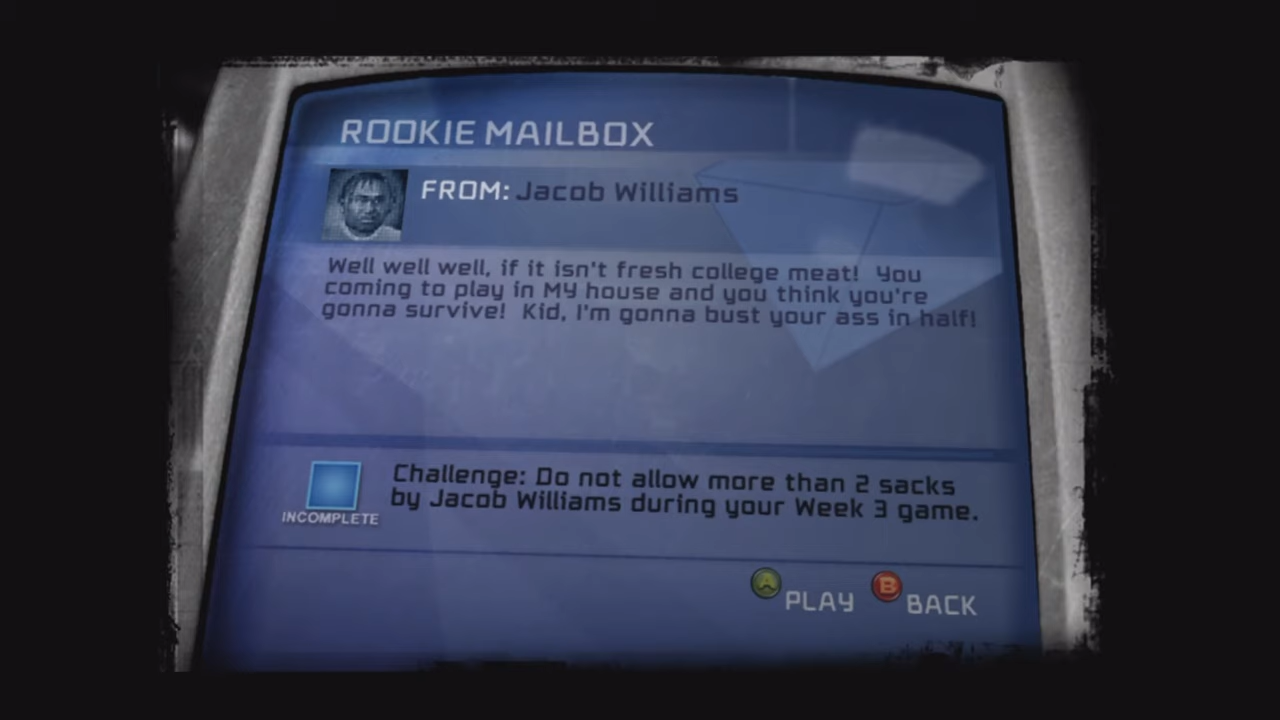 ROOKIE MAILBOX
FROM: Jacob Williams
Well well well, if it isn't fresh college meat! You
coming to play in MY house and you think you're
gonna survive! Kid, I'm gonna bust your ass in half!
Challenge: Do not allow more than 2 sacks
by Jacob Williams during your Week 3 game.
INCOMPLETE
A PLAY B BACK